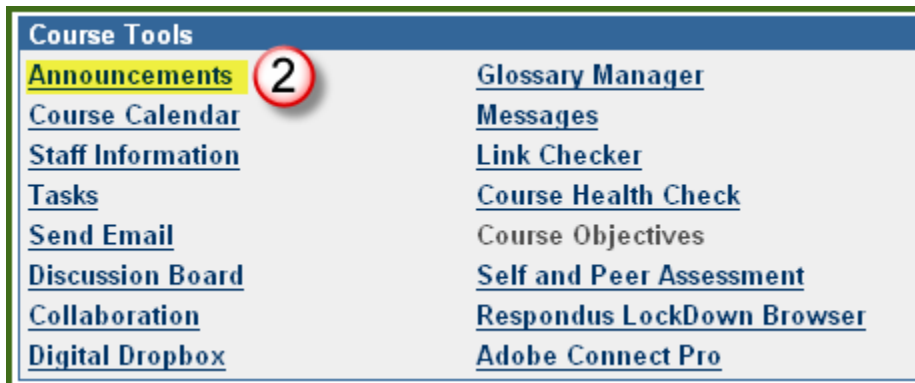 Course Tools
Announcements 2
Course Calendar
Staff Information
Tasks
Send Email
Discussion Board
Collaboration
Digital Dropbox
Glossary Manager
Messages
Link Checker
Course Health Check
Course Objectives
Self and Peer Assessment
Respondus LockDown Browser
Adobe Connect Pro